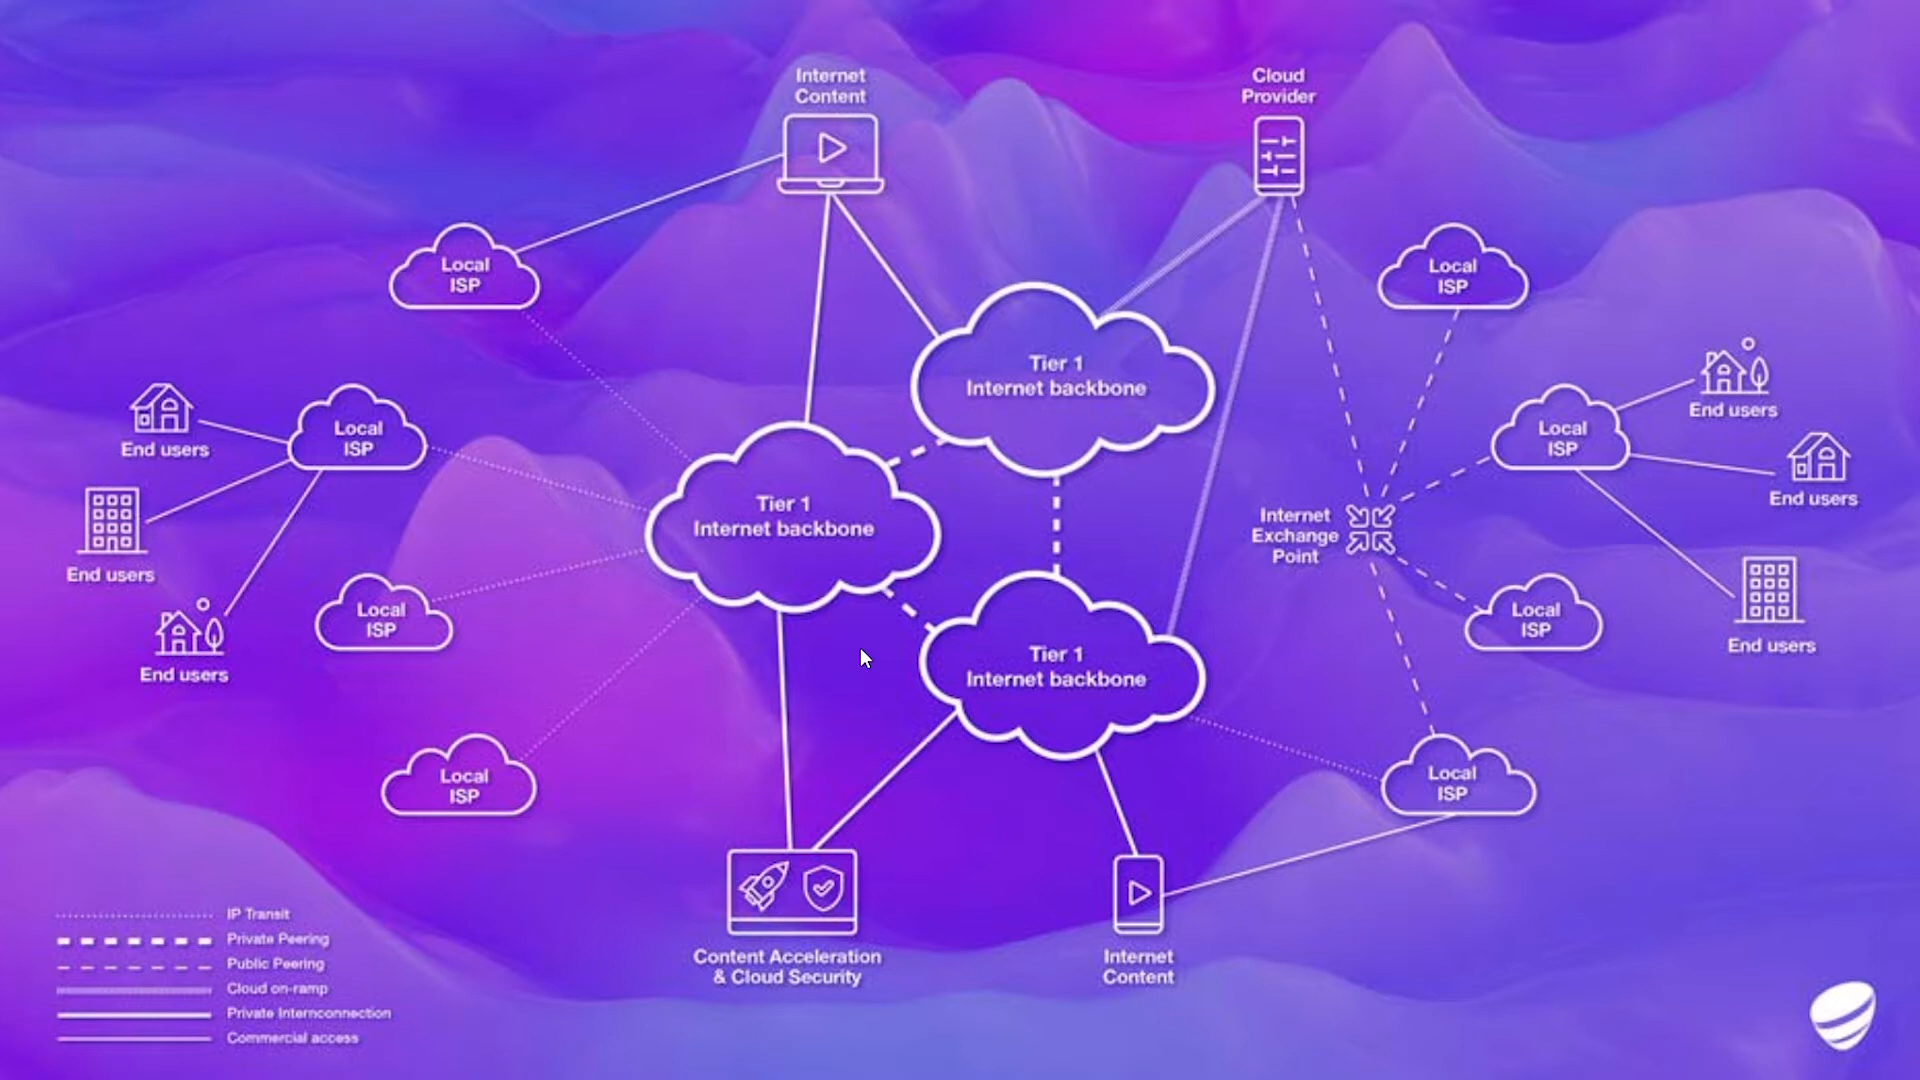 Internet
Content
Cloud
Provider
Local
ISP
Local
ISP
Tier 1
Internet backbone
End users
Local
ISP
Local
ISP
End users
End users
Tier 1
Internet backbone
Internet
Exchange
Point
End users
End users
Local
ISP
Local
ISP
End users
End users
Tier 1
Internet backbone
Local
ISP
Local
ISP
IP Transit
Private Peering
Public Peering
Cloud on-ramp
Private Internconnection
Commercial access
Content Acceleration
& Cloud Security
Internet
Content